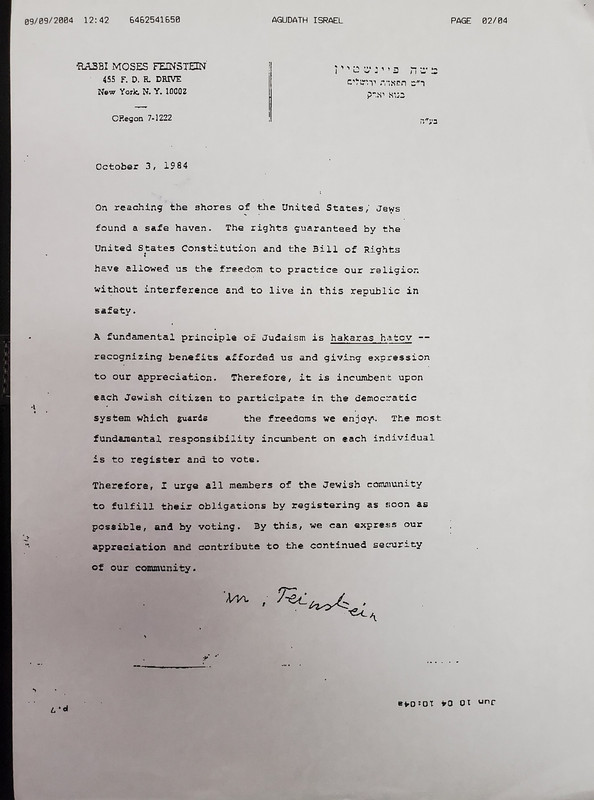 09/09/2004 12:42 6462541650 AGUDATH ISRAEL PAGE 02/04
RABBI MOSES FEINSTEIN
455 F. D. R. DRIVE
New York, N. Y. 10002
ORegon 7-1222
משה פיינשטיין
ר"מ תפארת ירושלים
בנוא יארק
בע"ה
October 3, 1984
On reaching the shores of the United States, Jews
found a safe haven. The rights guaranteed by the
United States Constitution and the Bill of Rights
have allowed us the freedom to practice our religion
without interference and to live in this republic in
safety.
A fundamental principle of Judaism is hakaras hatov --
recognizing benefits afforded us and giving expression
to our appreciation. Therefore, it is incumbent upon
each Jewish citizen to participate in the democratic
system which guards the freedoms we enjoy. The most
fundamental responsibility incumbent on each individual
is to register and to vote.
Therefore, I urge all members of the Jewish community
to fulfill their obligations by registering as soon as
possible, and by voting. By this, we can express our
appreciation and contribute to the continued security
of our community.
M. Feinstein
Jun 10 04 10:04a
p.7